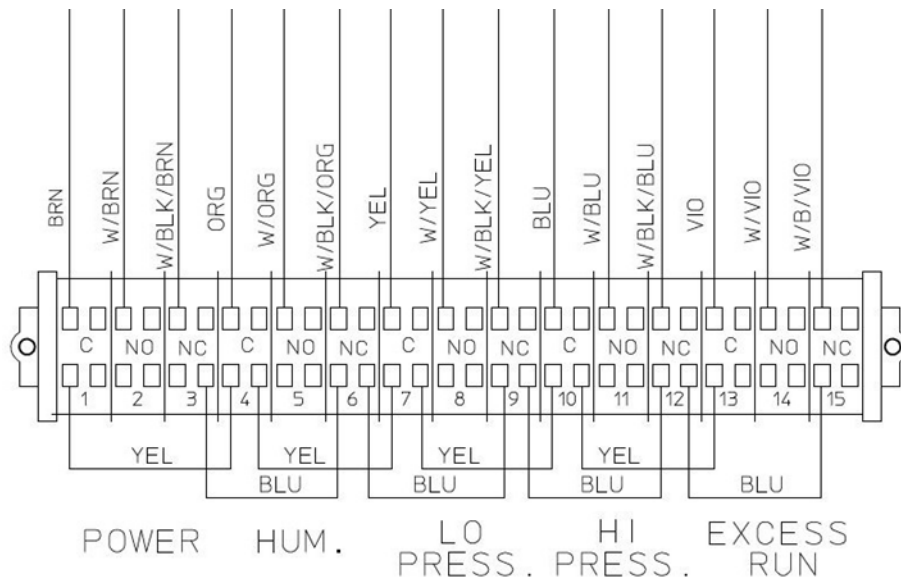 BRN W/BRN W/BLK/BRN ORG W/ORG W/BLK/ORG YEL W/YEL W/BLK/YEL BLU W/BLU W/BLK/BLU VIO W/VIO W/B/VIO
C NO NC C NO NC C NO NC C NO NC C NO NC
1 2 3 4 5 6 7 8 9 10 11 12 13 14 15
YEL YEL YEL YEL
BLU BLU BLU BLU
POWER HUM. LO PRESS. HI PRESS. EXCESS RUN